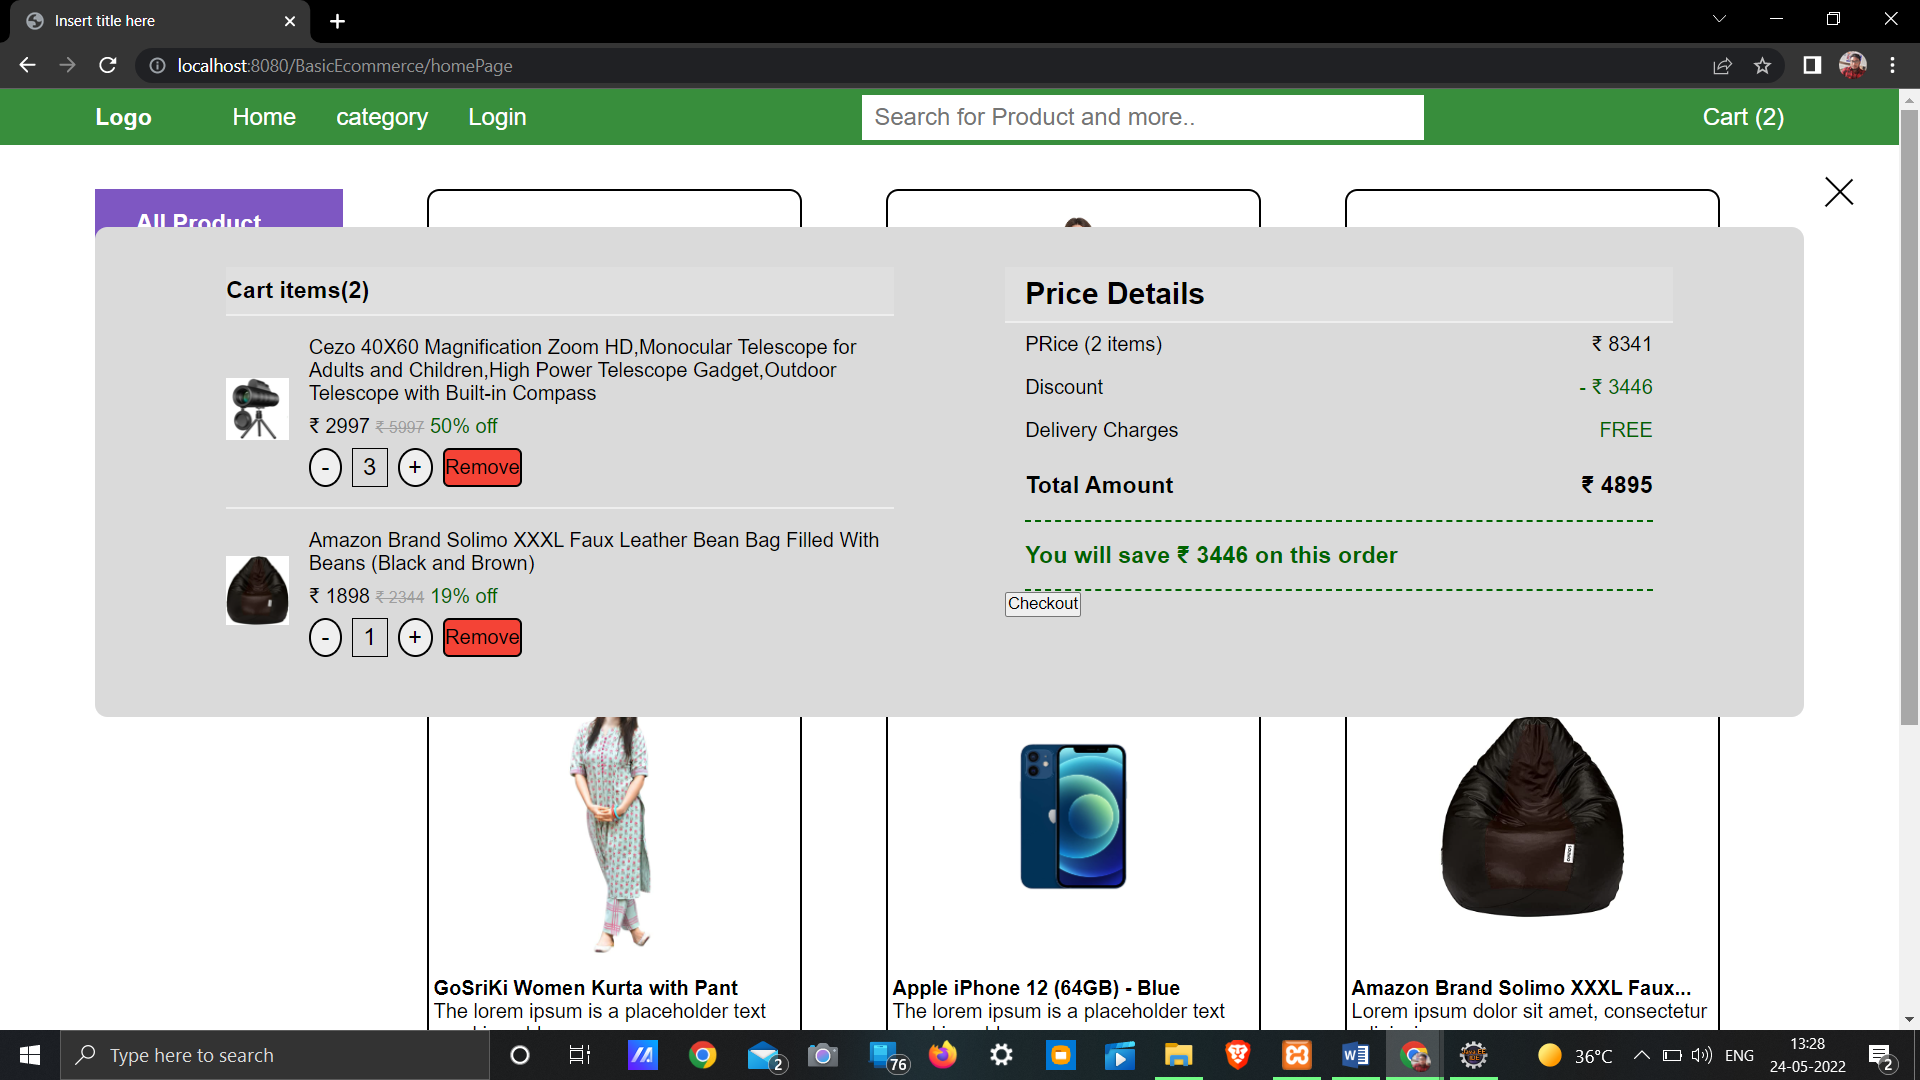 Insert title here
localhost:8080/BasicEcommerce/homePage
Logo Home category Login Search for Product and more.. Cart (2)
All Product
Cart items(2)
Cezo 40X60 Magnification Zoom HD,Monocular Telescope for
Adults and Children,High Power Telescope Gadget,Outdoor
Telescope with Built-in Compass
₹ 2997 ₹ 5997 50% off
- 3 + Remove
Amazon Brand Solimo XXXL Faux Leather Bean Bag Filled With
Beans (Black and Brown)
₹ 1898 ₹ 2344 19% off
- 1 + Remove
Price Details
PRice (2 items) ₹ 8341
Discount - ₹ 3446
Delivery Charges FREE
Total Amount ₹ 4895
You will save ₹ 3446 on this order
Checkout
GoSriKi Women Kurta with Pant
The lorem ipsum is a placeholder text
Apple iPhone 12 (64GB) - Blue
The lorem ipsum is a placeholder text
Amazon Brand Solimo XXXL Faux...
Lorem ipsum dolor sit amet, consectetur
Type here to search
2
76
36°C
ENG
13:28
24-05-2022
2